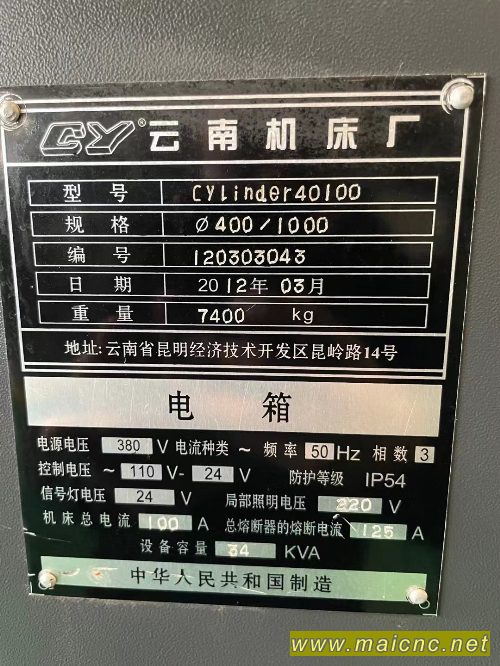 CY®云南机床厂
型号 Cylinder40100
规格 Ø400/1000
编号 120303043
日期 2012年03月
重量 7400 kg
地址:云南省昆明经济技术开发区昆岭路14号
电箱
电源电压 380 V 电流种类 ~ 频率 50 Hz 相数 3
控制电压 ~ 110 V- 24 V 防护等级 IP54
信号灯电压 24 V 局部照明电压 220 V
机床总电流 100 A 总熔断器的熔断电流 125 A
设备容量 34 KVA
中华人民共和国制造
www.maicnc.net